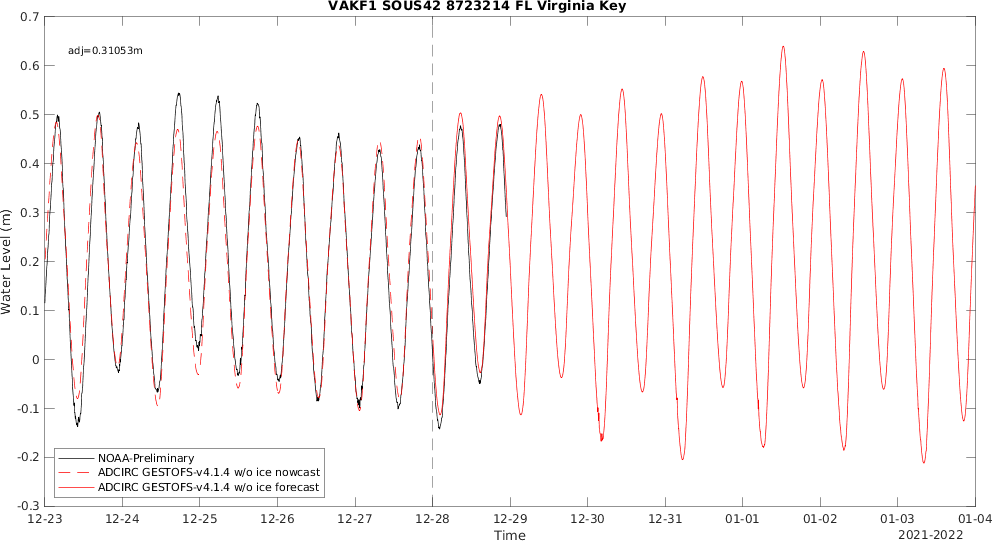 VAKF1 SOUS42 8723214 FL Virginia Key
0.7
0.6
0.5
0.4
0.3
0.2
0.1
0
-0.1
-0.2
-0.3
Water Level (m)
adj=0.31053m
NOAA-Preliminary
ADCIRC GESTOFS-v4.1.4 w/o ice nowcast
ADCIRC GESTOFS-v4.1.4 w/o ice forecast
12-23 12-24 12-25 12-26 12-27 12-28 12-29 12-30 12-31 01-01 01-02 01-03 01-04
Time
2021-2022